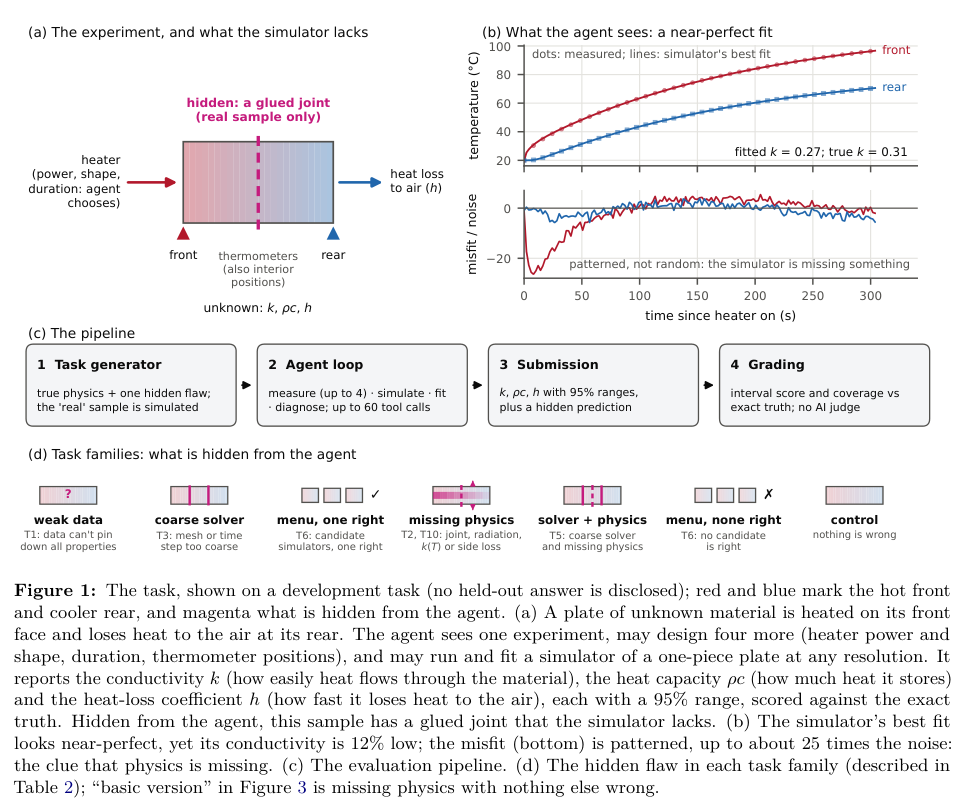 (a) The experiment, and what the simulator lacks
hidden: a glued joint
(real sample only)
heater
(power, shape,
duration: agent
chooses)
heat loss
to air (h)
front
thermometers
(also interior
positions)
rear
unknown: k, ρc, h
(b) What the agent sees: a near-perfect fit
dots: measured; lines: simulator's best fit
front
rear
fitted k = 0.27; true k = 0.31
temperature (°C)
100
80
60
40
20
misfit / noise
0
−20
patterned, not random: the simulator is missing something
0 50 100 150 200 250 300
time since heater on (s)
(c) The pipeline
1 Task generator
true physics + one hidden flaw;
the 'real' sample is simulated
2 Agent loop
measure (up to 4) · simulate · fit
· diagnose; up to 60 tool calls
3 Submission
k, ρc, h with 95% ranges,
plus a hidden prediction
4 Grading
interval score and coverage vs
exact truth; no AI judge
(d) Task families: what is hidden from the agent
?
weak data
T1: data can't pin
down all properties
coarse solver
T3: mesh or time
step too coarse
✓
menu, one right
T6: candidate
simulators, one right
missing physics
T2, T10: joint, radiation,
k(T) or side loss
solver + physics
T5: coarse solver
and missing physics
✗
menu, none right
T6: no candidate
is right
control
nothing is wrong
Figure 1: The task, shown on a development task (no held-out answer is disclosed); red and blue mark the hot front
and cooler rear, and magenta what is hidden from the agent. (a) A plate of unknown material is heated on its front
face and loses heat to the air at its rear. The agent sees one experiment, may design four more (heater power and
shape, duration, thermometer positions), and may run and fit a simulator of a one-piece plate at any resolution. It
reports the conductivity k (how easily heat flows through the material), the heat capacity ρc (how much heat it stores)
and the heat-loss coefficient h (how fast it loses heat to the air), each with a 95% range, scored against the exact
truth. Hidden from the agent, this sample has a glued joint that the simulator lacks. (b) The simulator's best fit
looks near-perfect, yet its conductivity is 12% low; the misfit (bottom) is patterned, up to about 25 times the noise:
the clue that physics is missing. (c) The evaluation pipeline. (d) The hidden flaw in each task family (described in
Table 2); “basic version” in Figure 3 is missing physics with nothing else wrong.